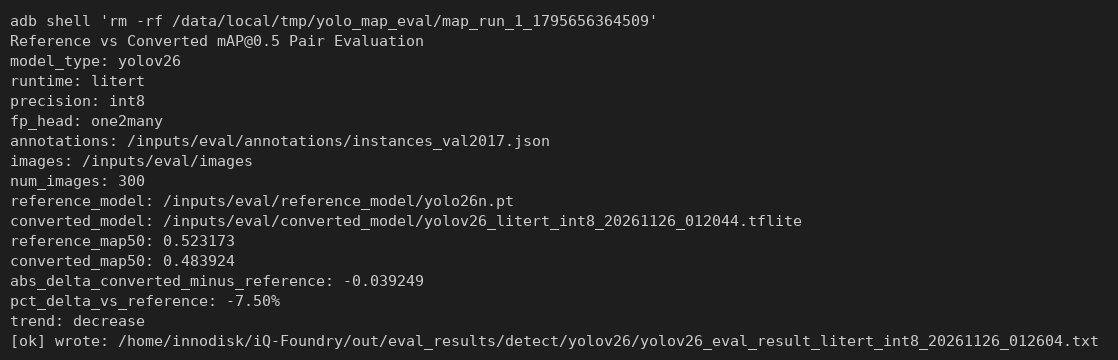 adb shell 'rm -rf /data/local/tmp/yolo_map_eval/map_run_1_1795656364509'
Reference vs Converted mAP@0.5 Pair Evaluation
model_type: yolov26
runtime: litert
precision: int8
fp_head: one2many
annotations: /inputs/eval/annotations/instances_val2017.json
images: /inputs/eval/images
num_images: 300
reference_model: /inputs/eval/reference_model/yolo26n.pt
converted_model: /inputs/eval/converted_model/yolov26_litert_int8_20261126_012044.tflite
reference_map50: 0.523173
converted_map50: 0.483924
abs_delta_converted_minus_reference: -0.039249
pct_delta_vs_reference: -7.50%
trend: decrease
[ok] wrote: /home/innodisk/iQ-Foundry/out/eval_results/detect/yolov26/yolov26_eval_result_litert_int8_20261126_012604.txt